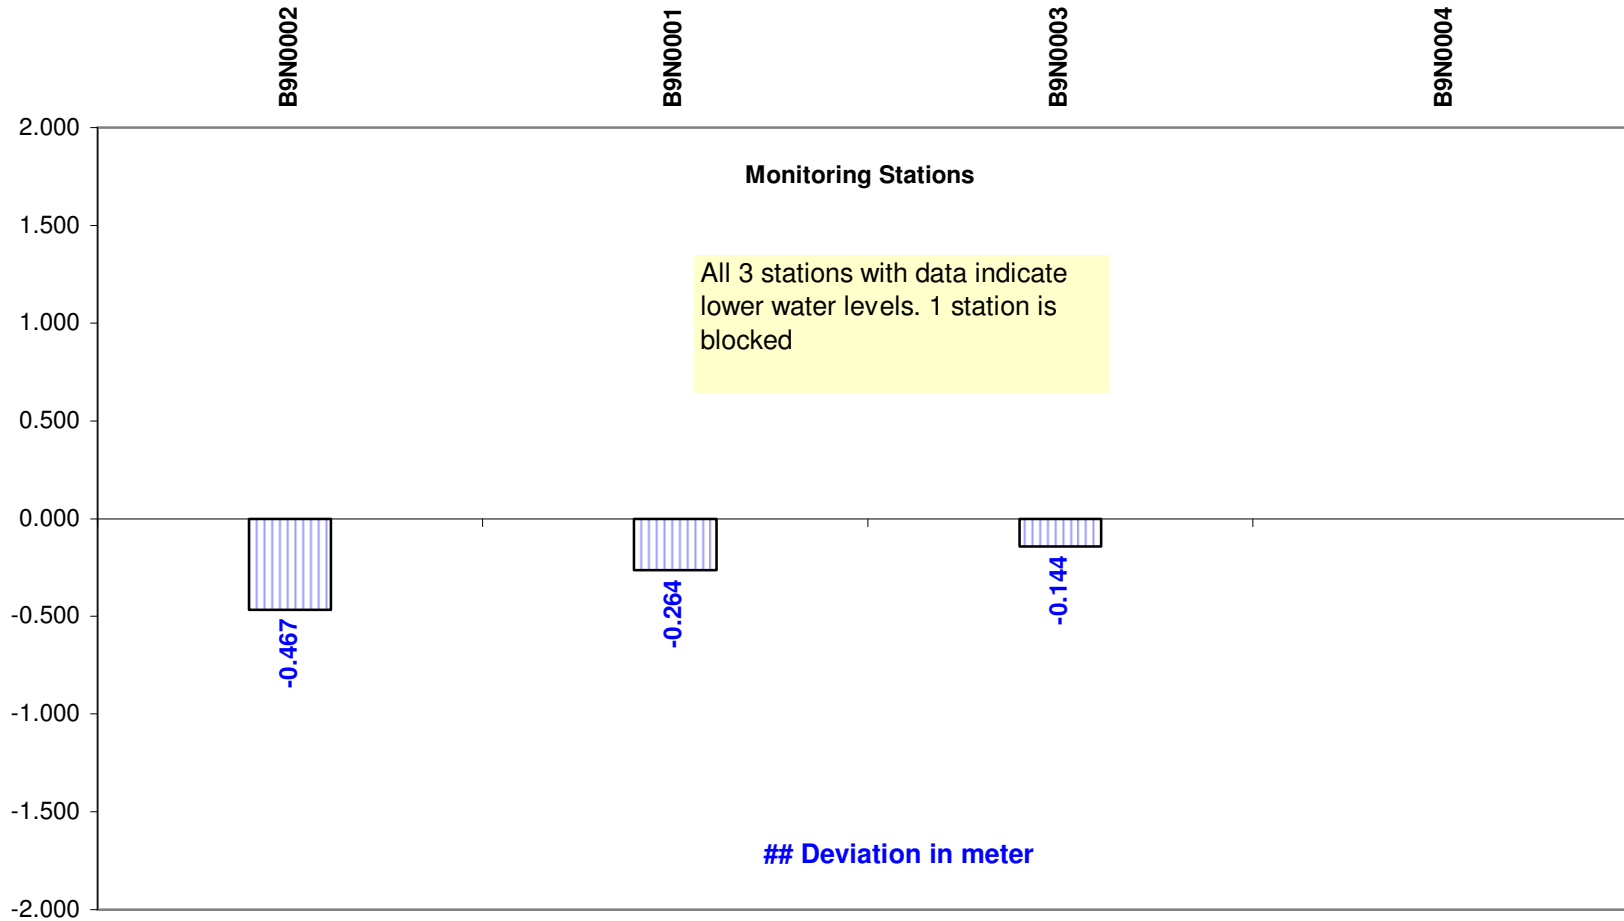 B9N0002
B9N0001
B9N0003
B9N0004
2.000
Monitoring Stations
1.500
All 3 stations with data indicate
lower water levels. 1 station is
blocked
1.000
0.500
0.000
-0.467
-0.264
-0.144
-0.500
-1.000
-1.500
## Deviation in meter
-2.000